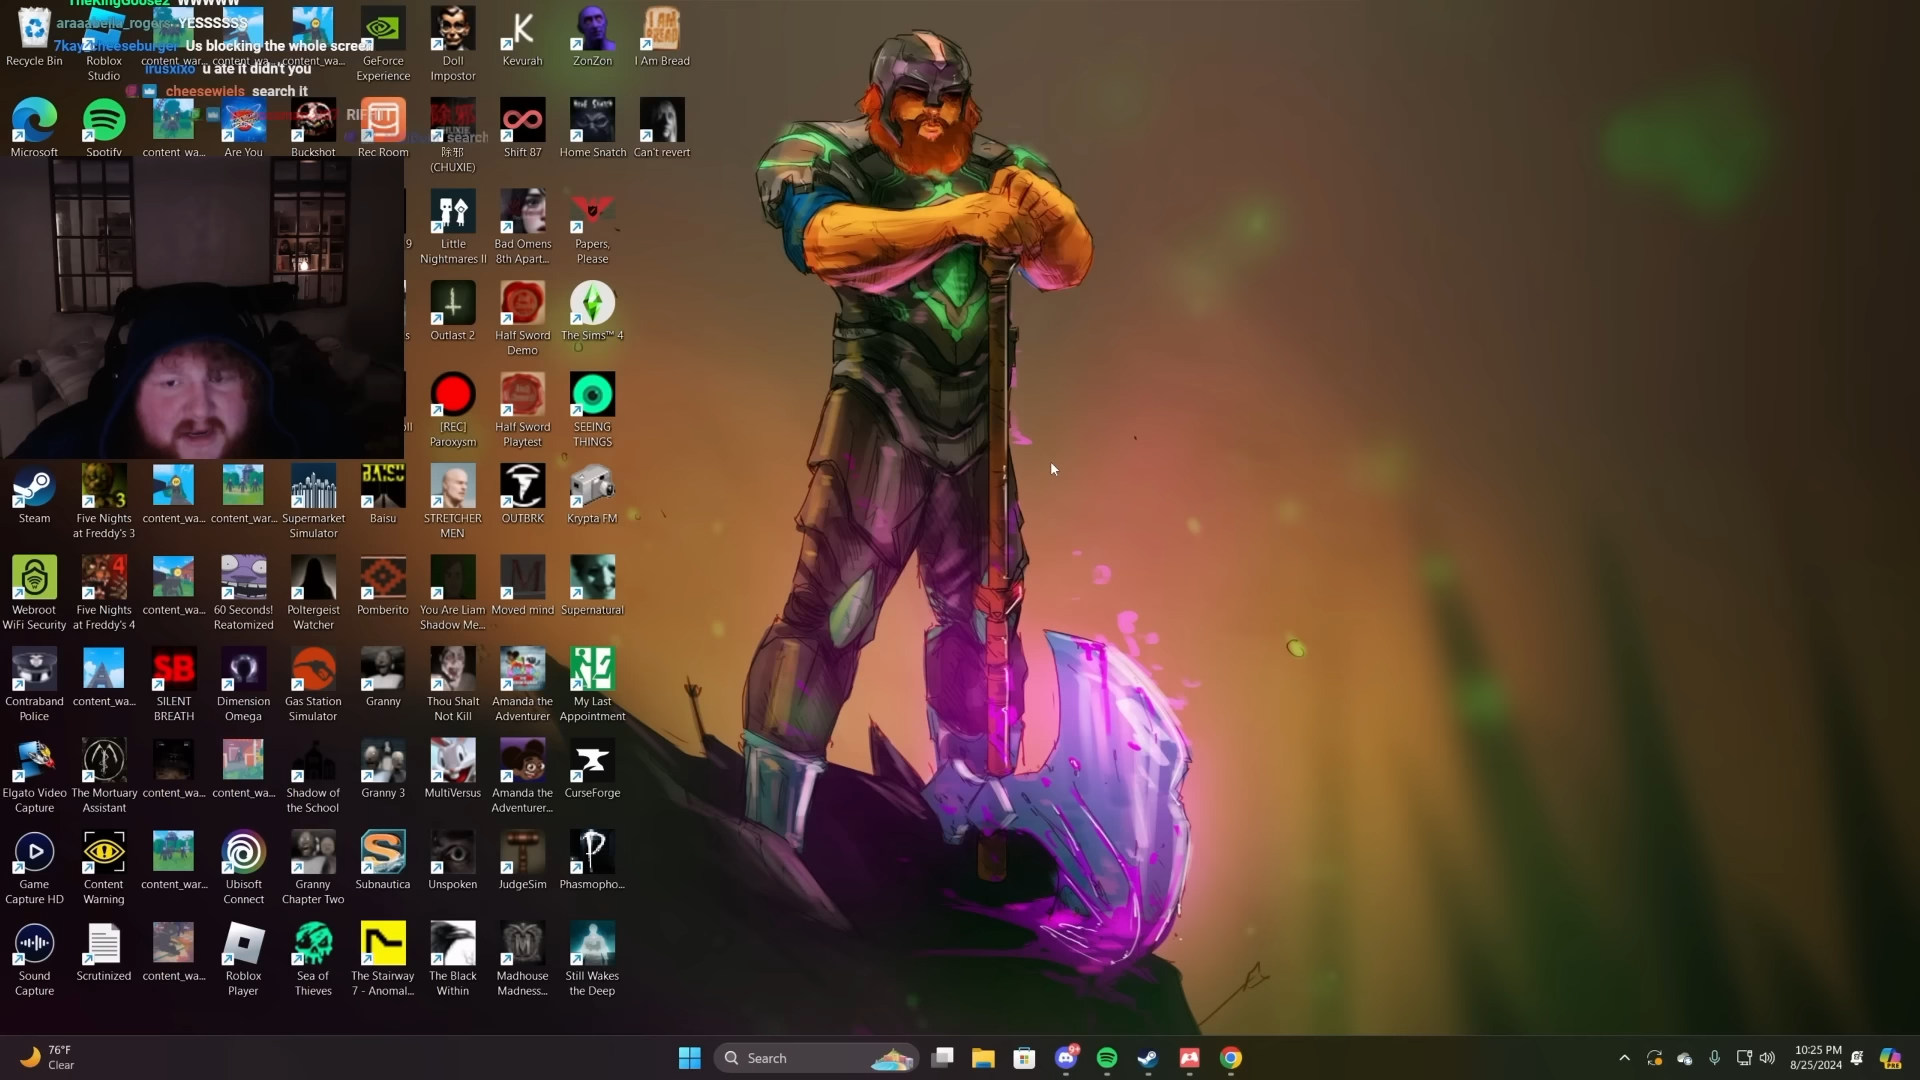 TheKingGoose2 WWWWW
araaabella_rogers YESSSSSS
7kay_cheeseburger Us blocking the whole screen
irusxixo u ate it didn't you
cheesewiels search it
RIFFIT
search
Recycle Bin
Roblox Studio
content_war...
content_wa...
content_wa...
GeForce Experience
Doll Impostor
Kevurah
ZonZon
I Am Bread
Microsoft
Spotify
content_wa...
Are You
Buckshot
Rec Room
除邪 (CHUXIE)
Shift 87
Home Snatch
Can't revert
9
Little Nightmares II
Bad Omens 8th Apart...
Papers, Please
s
Outlast 2
Half Sword Demo
The Sims™ 4
oll
[REC] Paroxysm
Half Sword Playtest
SEEING THINGS
Steam
Five Nights at Freddy's 3
content_wa...
content_war...
Supermarket Simulator
Baisu
STRETCHER MEN
OUTBRK
Krypta FM
Webroot WiFi Security
Five Nights at Freddy's 4
content_wa...
60 Seconds! Reatomized
Poltergeist Watcher
Pomberito
You Are Liam Shadow Me...
Moved mind
Supernatural
Contraband Police
content_wa...
SILENT BREATH
Dimension Omega
Gas Station Simulator
Granny
Thou Shalt Not Kill
Amanda the Adventurer
My Last Appointment
Elgato Video Capture
The Mortuary Assistant
content_wa...
content_wa...
Shadow of the School
Granny 3
MultiVersus
Amanda the Adventurer...
CurseForge
Game Capture HD
Content Warning
content_war...
Ubisoft Connect
Granny Chapter Two
Subnautica
Unspoken
JudgeSim
Phasmopho...
Sound Capture
Scrutinized
content_wa...
Roblox Player
Sea of Thieves
The Stairway 7 - Anomal...
The Black Within
Madhouse Madness...
Still Wakes the Deep
76°F
Clear
Search
9+
10:25 PM
8/25/2024